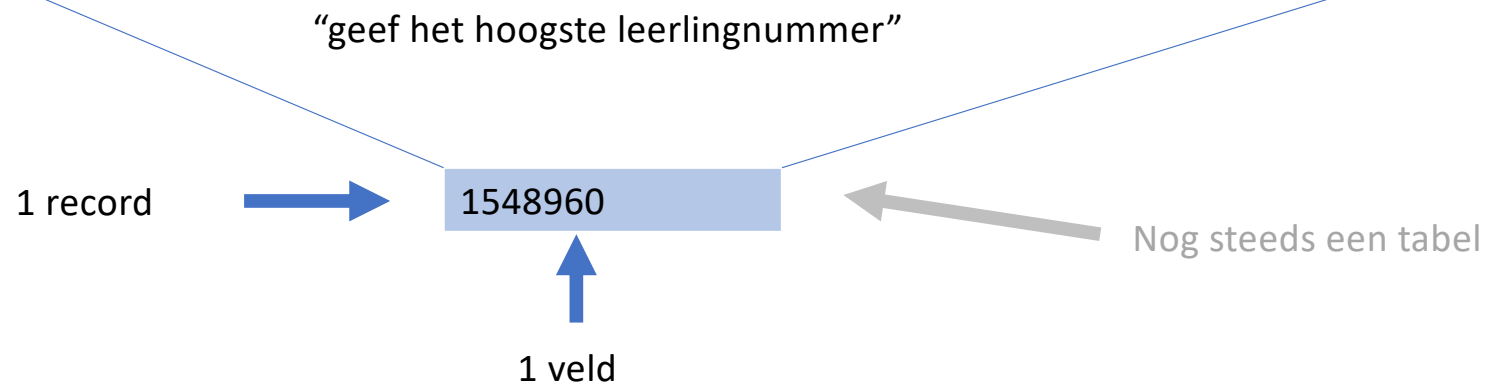 “geef het hoogste leerlingnummer”
1 record
1548960
Nog steeds een tabel
1 veld